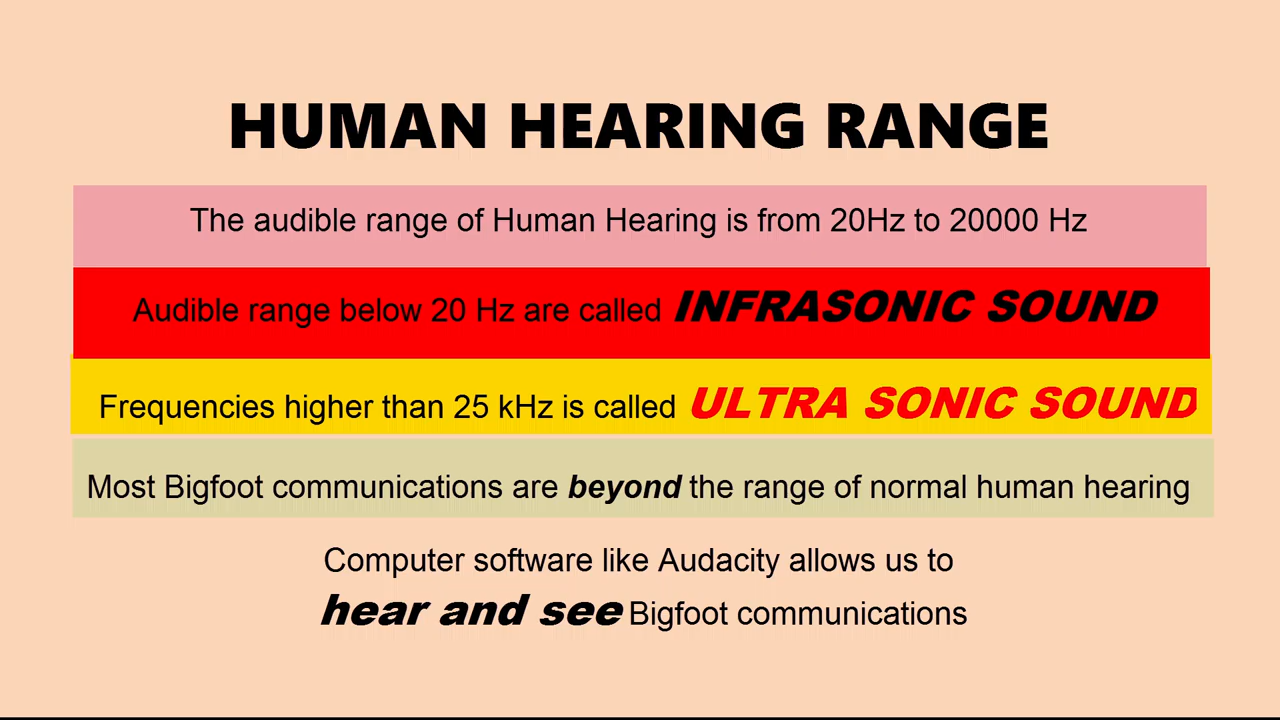 HUMAN HEARING RANGE
The audible range of Human Hearing is from 20Hz to 20000 Hz
Audible range below 20 Hz are called INFRASONIC SOUND
Frequencies higher than 25 kHz is called ULTRA SONIC SOUND
Most Bigfoot communications are beyond the range of normal human hearing
Computer software like Audacity allows us to
hear and see Bigfoot communications